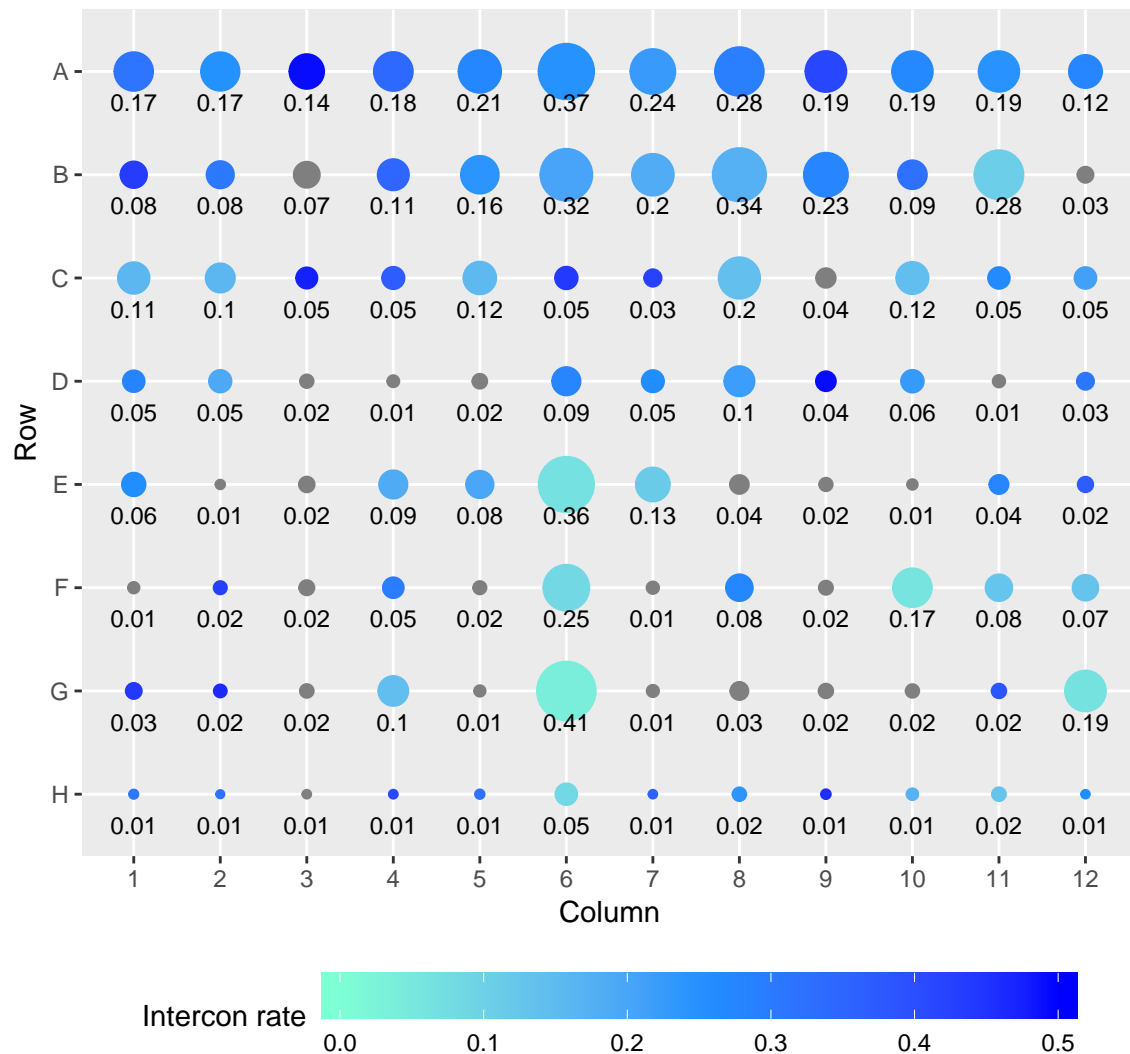 A
0.17 0.17 0.14 0.18 0.21 0.37 0.24 0.28 0.19 0.19 0.19 0.12
B
0.08 0.08 0.07 0.11 0.16 0.32 0.2 0.34 0.23 0.09 0.28 0.03
C
0.11 0.1 0.05 0.05 0.12 0.05 0.03 0.2 0.04 0.12 0.05 0.05
D
0.05 0.05 0.02 0.01 0.02 0.09 0.05 0.1 0.04 0.06 0.01 0.03
Row
E
0.06 0.01 0.02 0.09 0.08 0.36 0.13 0.04 0.02 0.01 0.04 0.02
F
0.01 0.02 0.02 0.05 0.02 0.25 0.01 0.08 0.02 0.17 0.08 0.07
G
0.03 0.02 0.02 0.1 0.01 0.41 0.01 0.03 0.02 0.02 0.02 0.19
H
0.01 0.01 0.01 0.01 0.01 0.05 0.01 0.02 0.01 0.01 0.02 0.01
1 2 3 4 5 6 7 8 9 10 11 12
Column
Intercon rate
0.0 0.1 0.2 0.3 0.4 0.5